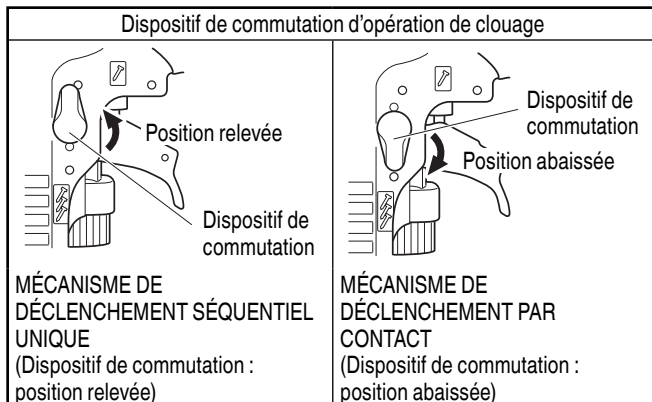 Dispositif de commutation d'opération de clouage
Position relevée
Dispositif de
commutation
MÉCANISME DE
DÉCLENCHEMENT SÉQUENTIEL
UNIQUE
(Dispositif de commutation :
position relevée)
Dispositif de
commutation
Position abaissée
MÉCANISME DE
DÉCLENCHEMENT PAR
CONTACT
(Dispositif de commutation :
position abaissée)